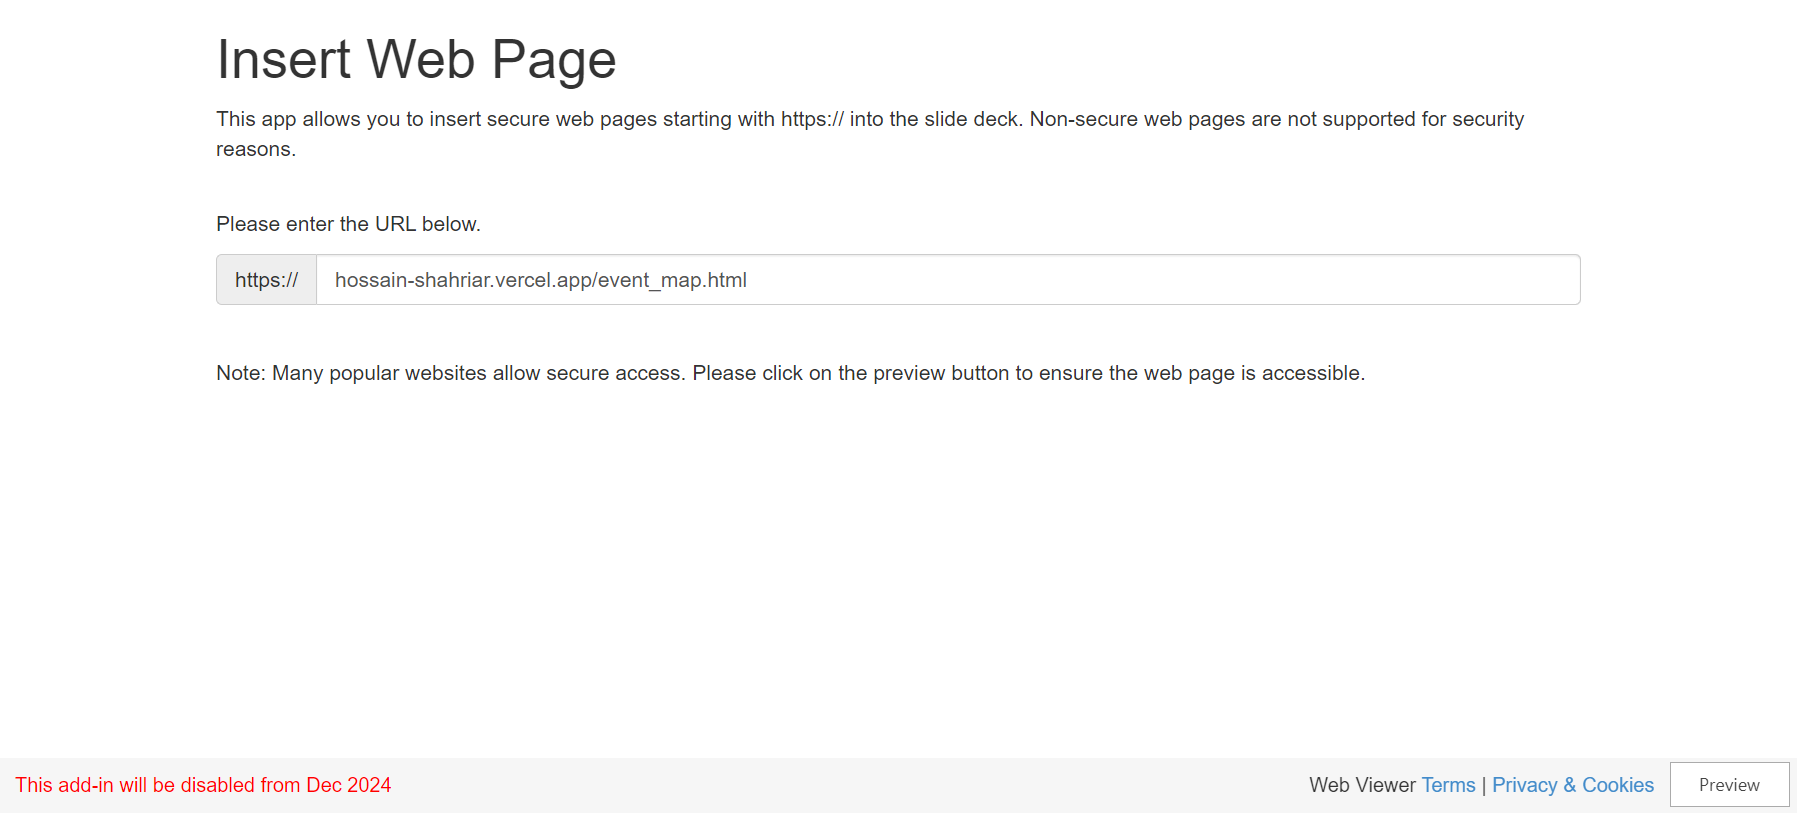 Insert Web Page
This app allows you to insert secure web pages starting with https:// into the slide deck. Non-secure web pages are not supported for security
reasons.
Please enter the URL below.
https:// hossain-shahriar.vercel.app/event_map.html
Note: Many popular websites allow secure access. Please click on the preview button to ensure the web page is accessible.
This add-in will be disabled from Dec 2024 Web Viewer Terms | Privacy & Cookies Preview